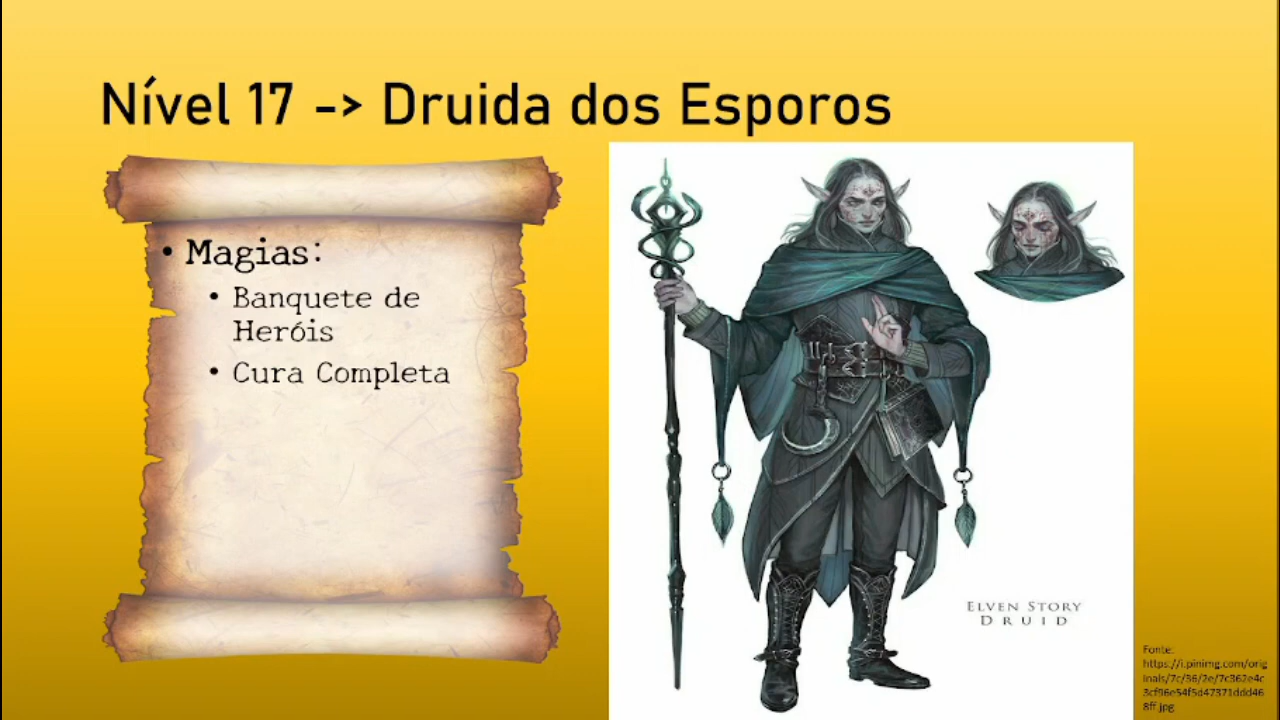 Nível 17 -> Druida dos Esporos
• Magias:
• Banquete de
Heróis
• Cura Completa
ELVEN STORY
DRUID
Fonte:
https://i.pinimg.com/orig
inals/7c/36/2e/7c362e4c
3cf96e54f5d47371ddd46
8ff.jpg